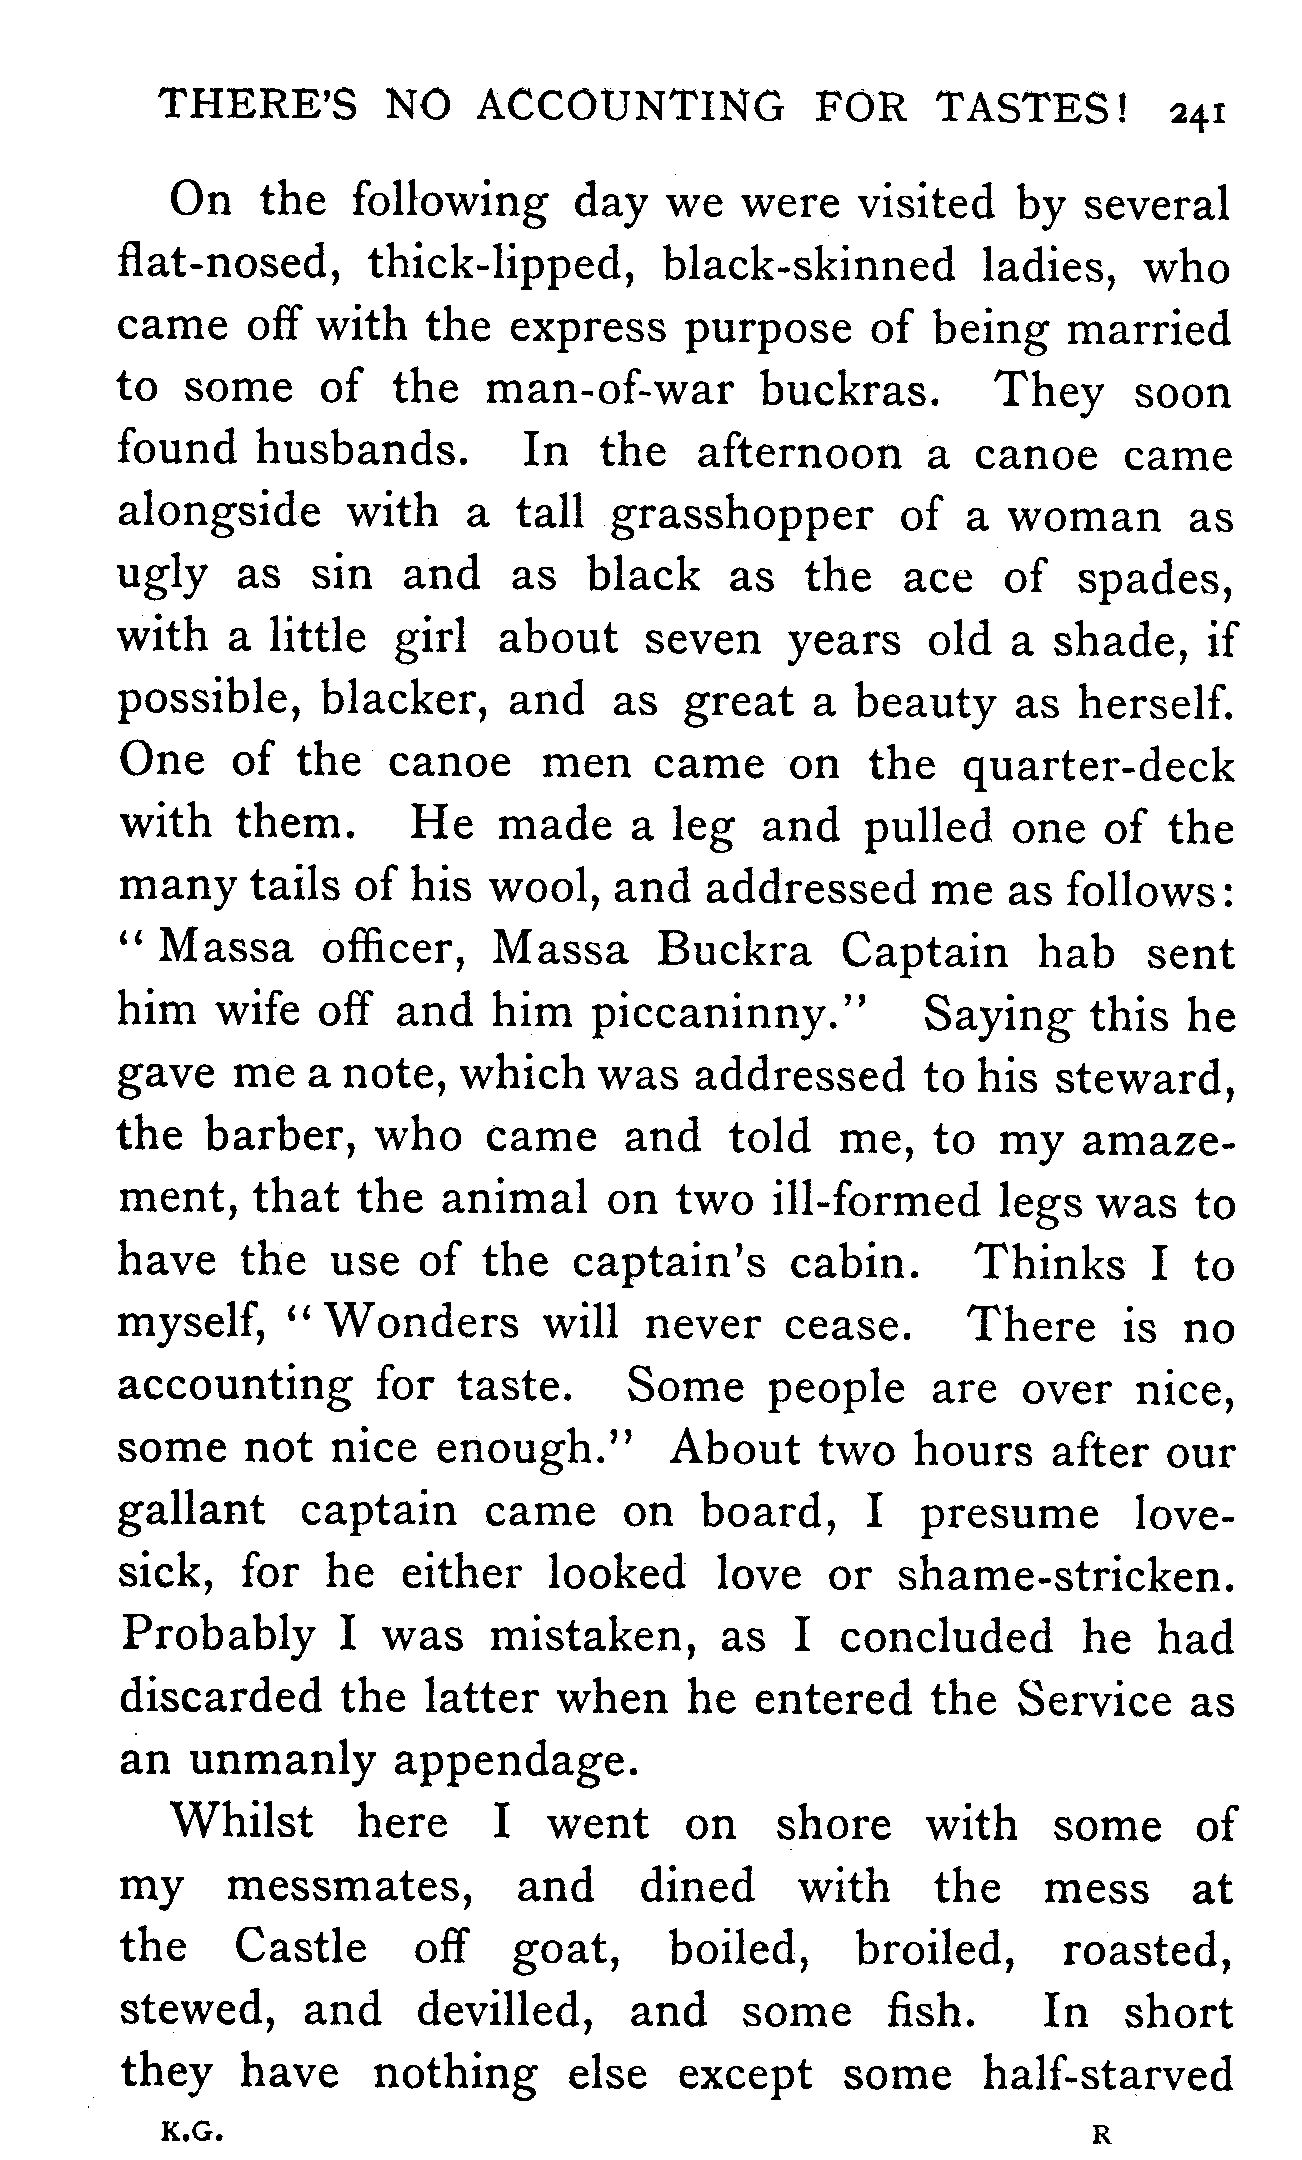 THERE'S NO ACCOUNTING FOR TASTES! 241
On the following day we were visited by several
flat-nosed, thick-lipped, black-skinned ladies, who
came off with the express purpose of being married
to some of the man-of-war buckras. They soon
found husbands. In the afternoon a canoe came
alongside with a tall grasshopper of a woman as
ugly as sin and as black as the ace of spades,
with a little girl about seven years old a shade, if
possible, blacker, and as great a beauty as herself.
One of the canoe men came on the quarter-deck
with them. He made a leg and pulled one of the
many tails of his wool, and addressed me as follows:
“Massa officer, Massa Buckra Captain hab sent
him wife off and him piccaninny.” Saying this he
gave me a note, which was addressed to his steward,
the barber, who came and told me, to my amaze-
ment, that the animal on two ill-formed legs was to
have the use of the captain's cabin. Thinks I to
myself, “Wonders will never cease. There is no
accounting for taste. Some people are over nice,
some not nice enough.” About two hours after our
gallant captain came on board, I presume love-
sick, for he either looked love or shame-stricken.
Probably I was mistaken, as I concluded he had
discarded the latter when he entered the Service as
an unmanly appendage.
Whilst here I went on shore with some of
my messmates, and dined with the mess at
the Castle off goat, boiled, broiled, roasted,
stewed, and devilled, and some fish. In short
they have nothing else except some half-starved
K.G. R